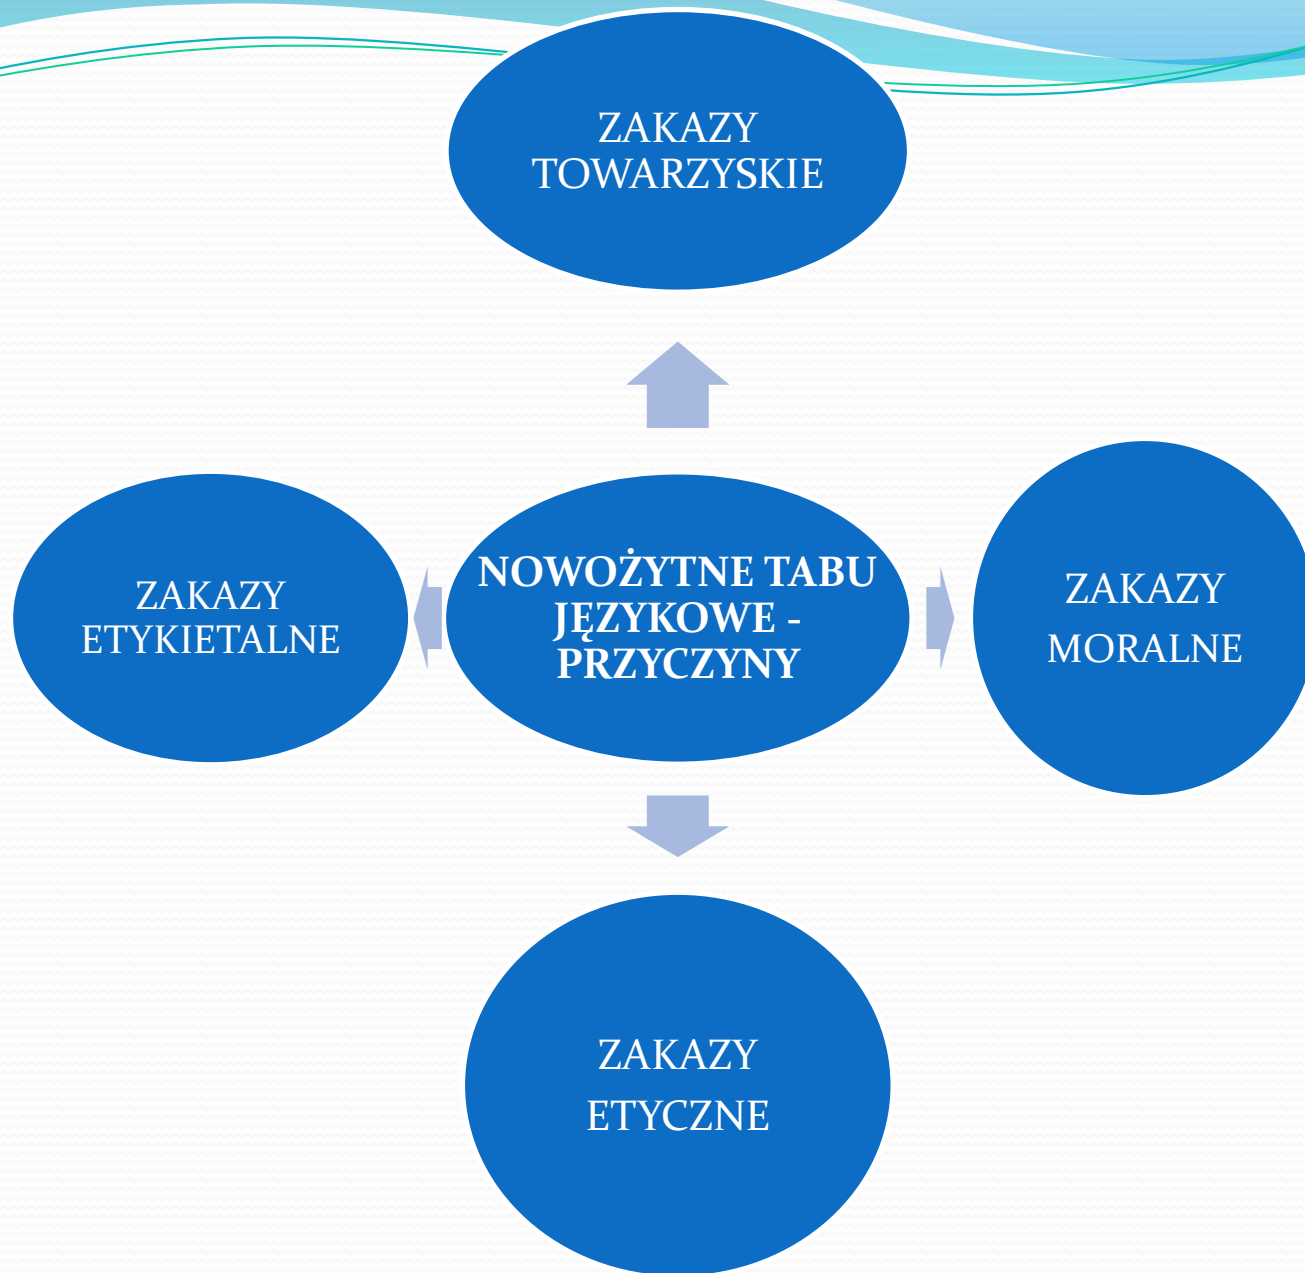 ZAKAZY
TOWARZYSKIE
ZAKAZY
ETYKIETALNE
NOWOŻYTNE TABU
JĘZYKOWE -
PRZYCZYNY
ZAKAZY
MORALNE
ZAKAZY
ETYCZNE